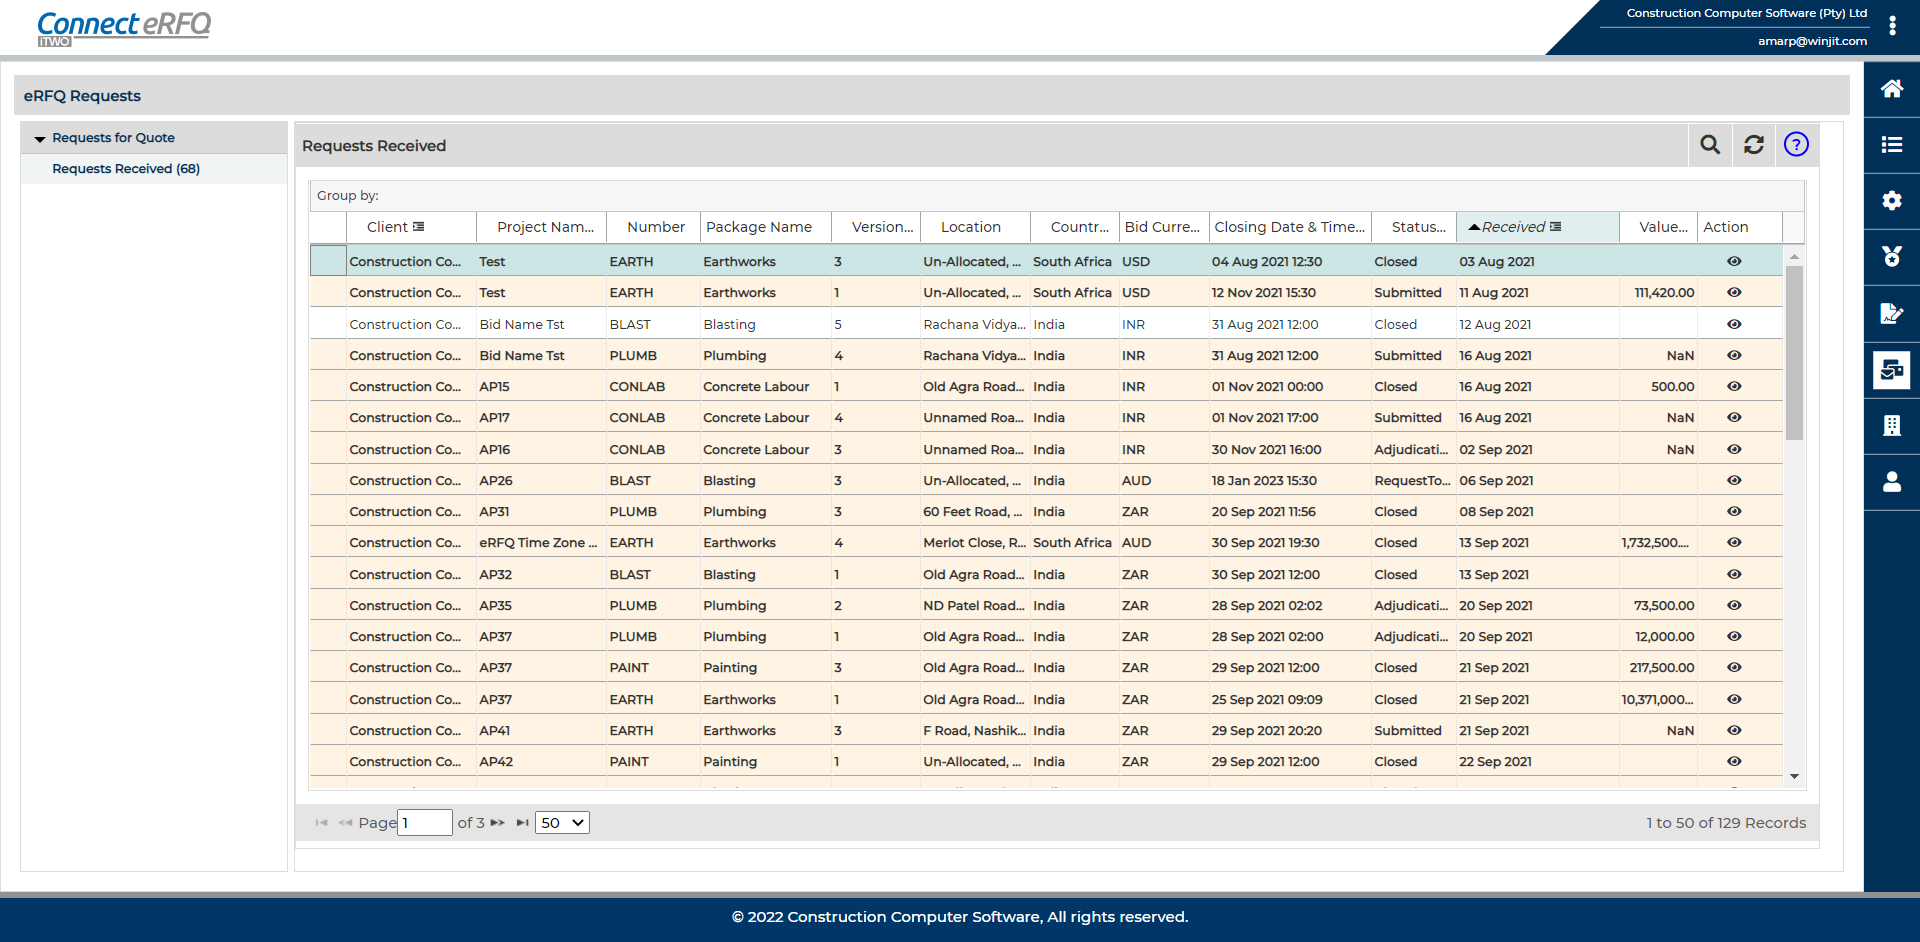 Connect eRFQ
iTWO
Construction Computer Software (Pty) Ltd
amarp@winjit.com
eRFQ Requests
Requests for Quote
Requests Received (68)
Requests Received
?
Group by:
Client Project Nam... Number Package Name Version... Location Countr... Bid Curre... Closing Date & Time... Status... Received Value... Action
Construction Co... Test EARTH Earthworks 3 Un-Allocated, ... South Africa USD 04 Aug 2021 12:30 Closed 03 Aug 2021
Construction Co... Test EARTH Earthworks 1 Un-Allocated, ... South Africa USD 12 Nov 2021 15:30 Submitted 11 Aug 2021 111,420.00
Construction Co... Bid Name Tst BLAST Blasting 5 Rachana Vidya... India INR 31 Aug 2021 12:00 Closed 12 Aug 2021
Construction Co... Bid Name Tst PLUMB Plumbing 4 Rachana Vidya... India INR 31 Aug 2021 12:00 Submitted 16 Aug 2021 NaN
Construction Co... AP15 CONLAB Concrete Labour 1 Old Agra Road... India INR 01 Nov 2021 00:00 Closed 16 Aug 2021 500.00
Construction Co... AP17 CONLAB Concrete Labour 4 Unnamed Roa... India INR 01 Nov 2021 17:00 Submitted 16 Aug 2021 NaN
Construction Co... AP16 CONLAB Concrete Labour 3 Unnamed Roa... India INR 30 Nov 2021 16:00 Adjudicati... 02 Sep 2021 NaN
Construction Co... AP26 BLAST Blasting 3 Un-Allocated, ... India AUD 18 Jan 2023 15:30 RequestTo... 06 Sep 2021
Construction Co... AP31 PLUMB Plumbing 3 60 Feet Road, ... India ZAR 20 Sep 2021 11:56 Closed 08 Sep 2021
Construction Co... eRFQ Time Zone ... EARTH Earthworks 4 Merlot Close, R... South Africa AUD 30 Sep 2021 19:30 Closed 13 Sep 2021 1,732,500....
Construction Co... AP32 BLAST Blasting 1 Old Agra Road... India ZAR 30 Sep 2021 12:00 Closed 13 Sep 2021
Construction Co... AP35 PLUMB Plumbing 2 ND Patel Road... India ZAR 28 Sep 2021 02:02 Adjudicati... 20 Sep 2021 73,500.00
Construction Co... AP37 PLUMB Plumbing 1 Old Agra Road... India ZAR 28 Sep 2021 02:00 Adjudicati... 20 Sep 2021 12,000.00
Construction Co... AP37 PAINT Painting 3 Old Agra Road... India ZAR 29 Sep 2021 12:00 Closed 21 Sep 2021 217,500.00
Construction Co... AP37 EARTH Earthworks 1 Old Agra Road... India ZAR 25 Sep 2021 09:09 Closed 21 Sep 2021 10,371,000...
Construction Co... AP41 EARTH Earthworks 3 F Road, Nashik... India ZAR 29 Sep 2021 20:20 Submitted 21 Sep 2021 NaN
Construction Co... AP42 PAINT Painting 1 Un-Allocated, ... India ZAR 29 Sep 2021 12:00 Closed 22 Sep 2021
Page 1 of 3 50 1 to 50 of 129 Records
© 2022 Construction Computer Software, All rights reserved.